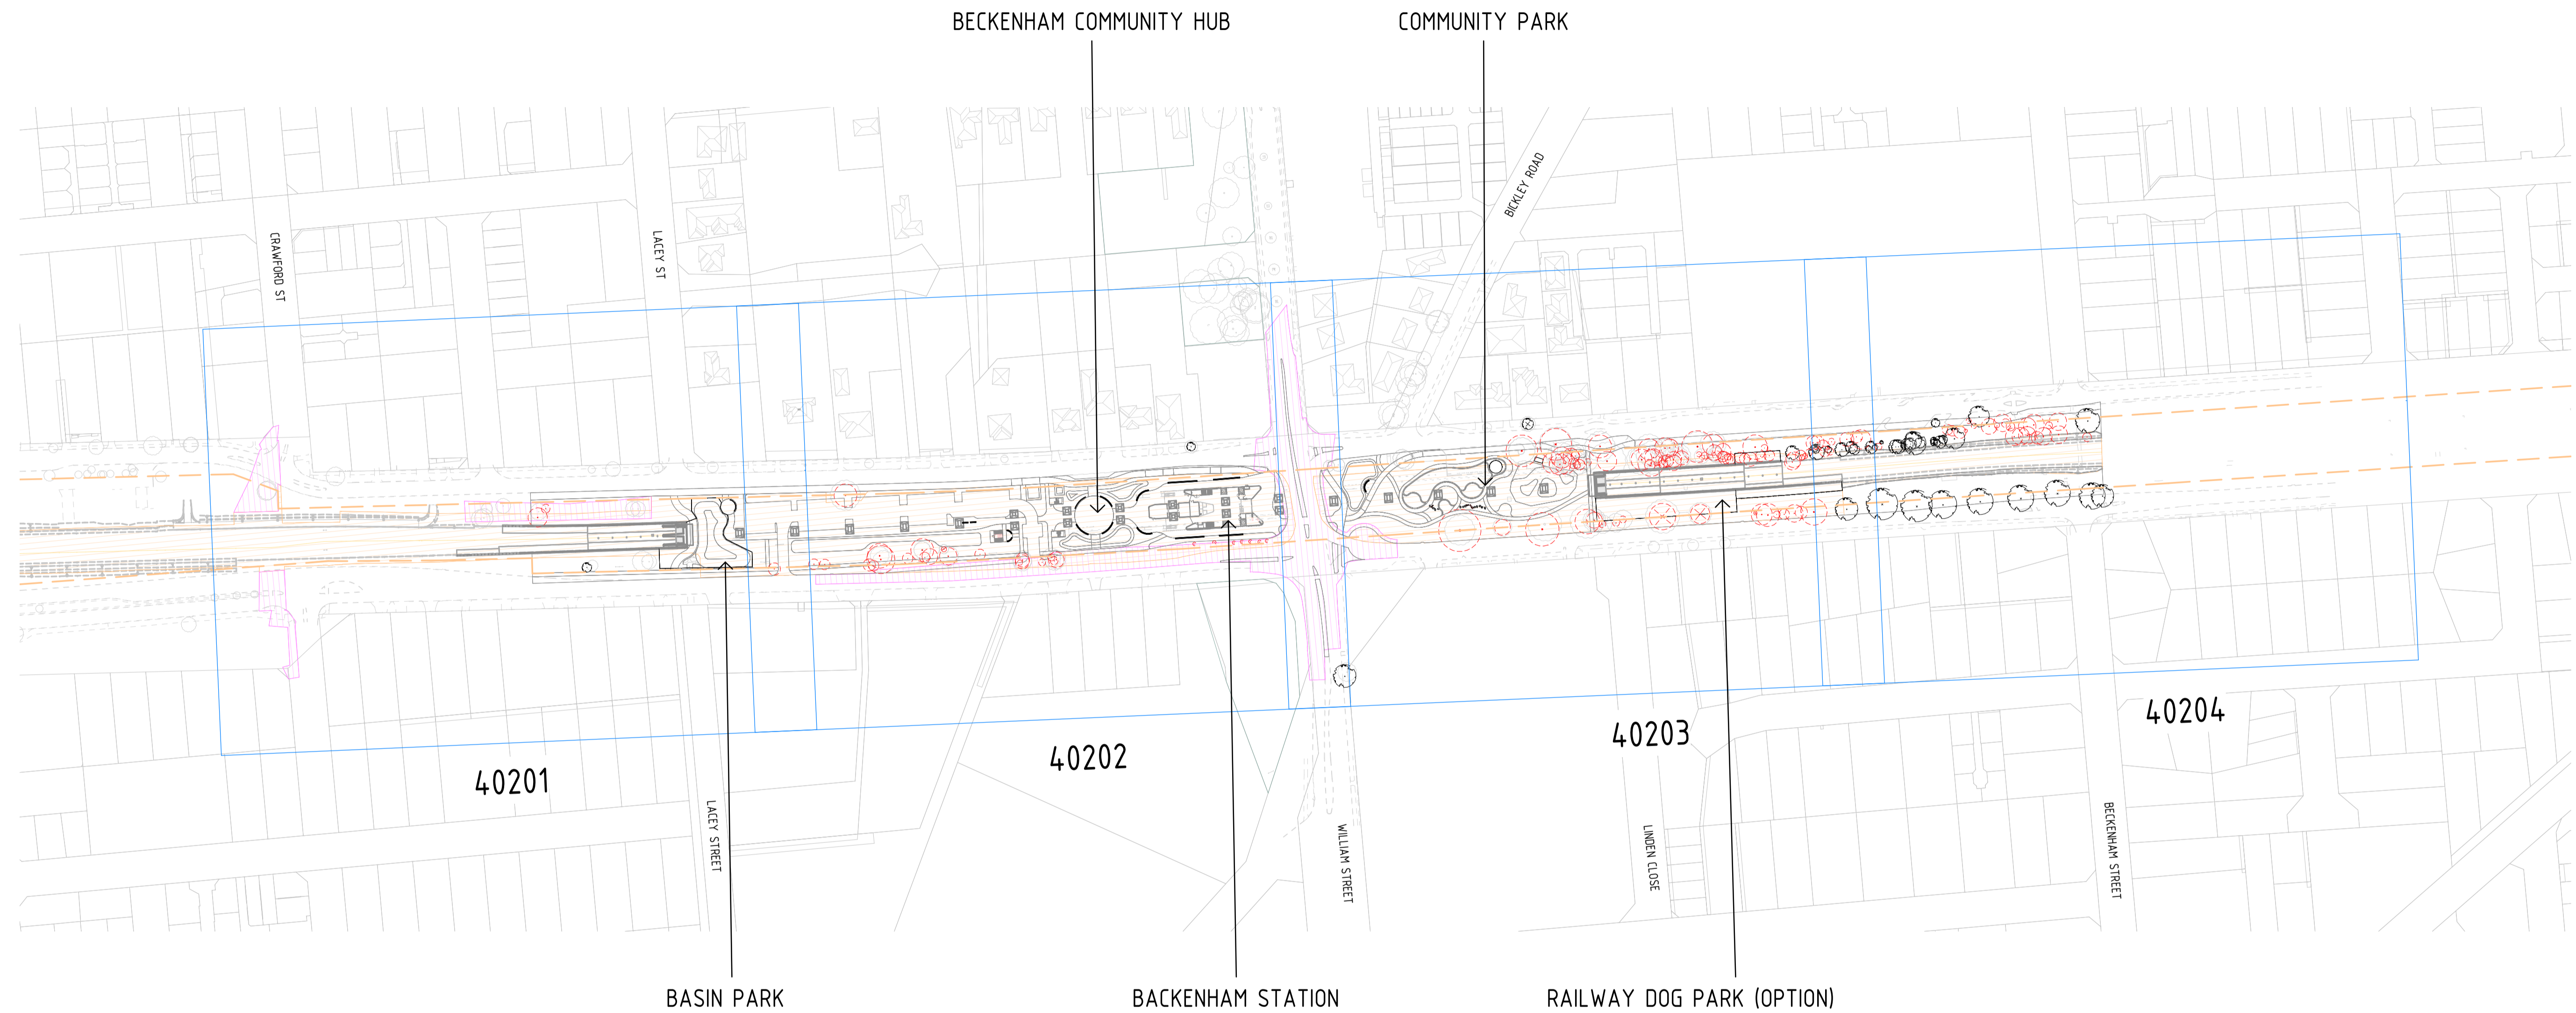 BECKENHAM COMMUNITY HUB
COMMUNITY PARK
BICKLEY ROAD
CRAWFORD ST
LACEY ST
40204
40203
40202
40201
LACEY STREET
WILLIAM STREET
LINDEN CLOSE
BECKENHAM STREET
BASIN PARK
BACKENHAM STATION
RAILWAY DOG PARK (OPTION)